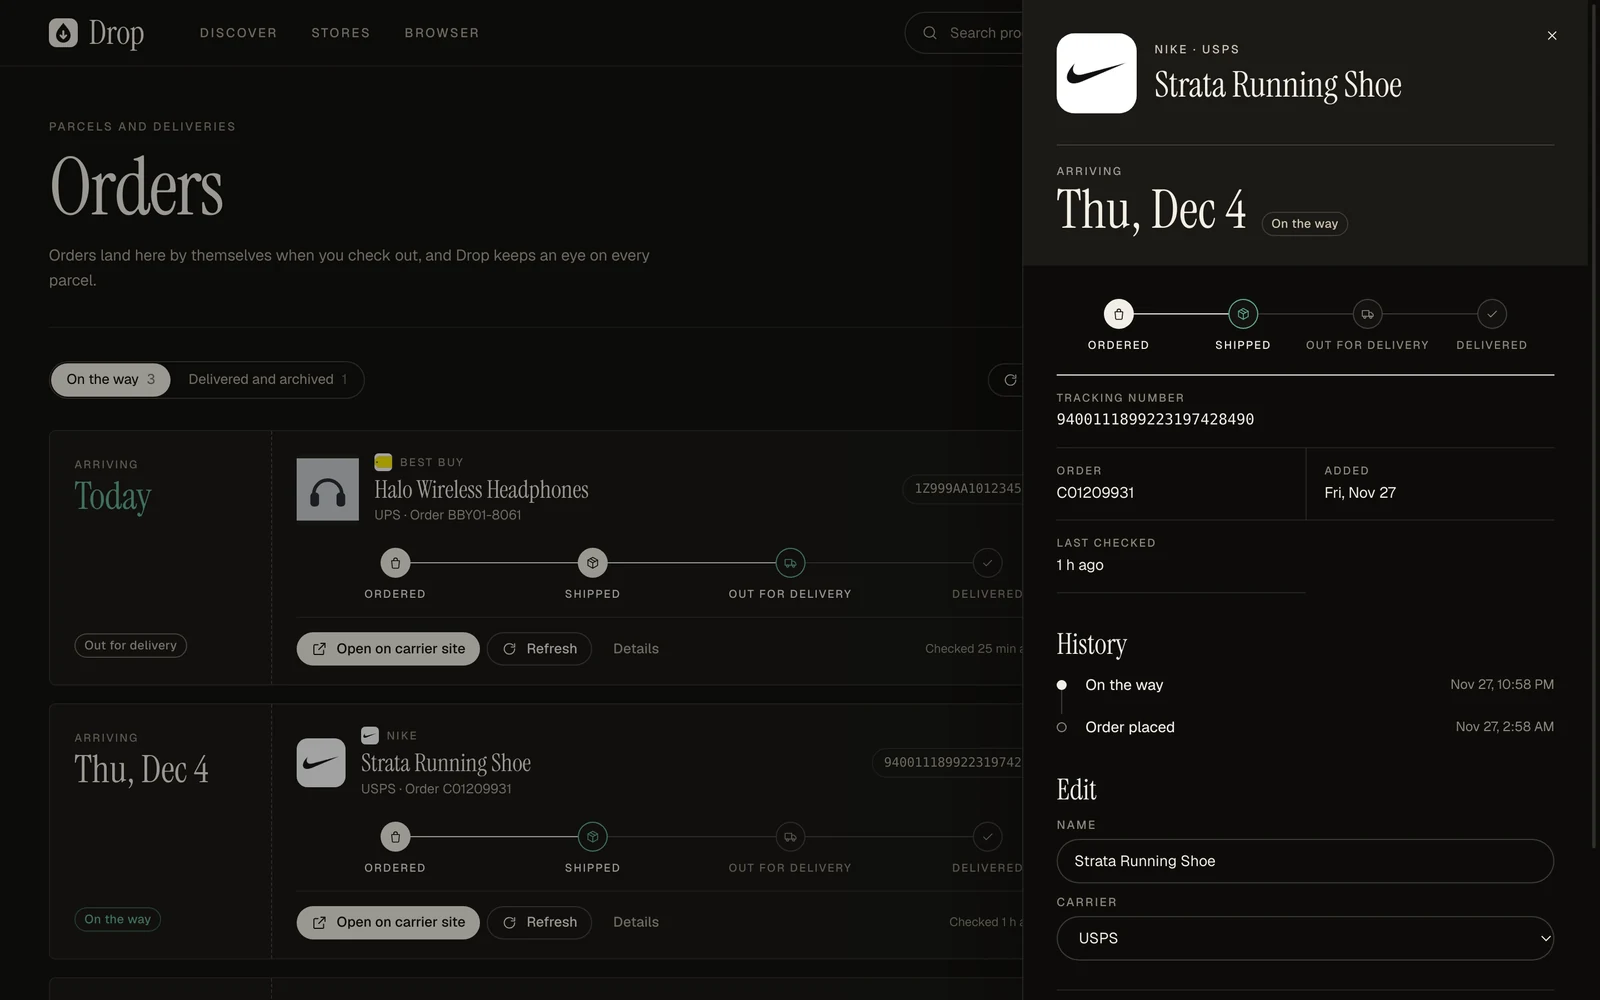 Drop
DISCOVER
STORES
BROWSER
Search pro
PARCELS AND DELIVERIES
Orders
Orders land here by themselves when you check out, and Drop keeps an eye on every
parcel.
On the way 3
Delivered and archived 1
ARRIVING
Today
Out for delivery
BEST BUY
Halo Wireless Headphones
UPS · Order BBY01-8061
1Z999AA1012345
ORDERED
SHIPPED
OUT FOR DELIVERY
DELIVERED
Open on carrier site
Refresh
Details
Checked 25 min a
ARRIVING
Thu, Dec 4
On the way
NIKE
Strata Running Shoe
USPS · Order C01209931
940011189922319742
ORDERED
SHIPPED
OUT FOR DELIVERY
DELIVERED
Open on carrier site
Refresh
Details
Checked 1 h a
NIKE · USPS
Strata Running Shoe
ARRIVING
Thu, Dec 4
On the way
ORDERED
SHIPPED
OUT FOR DELIVERY
DELIVERED
TRACKING NUMBER
9400111899223197428490
ORDER
C01209931
ADDED
Fri, Nov 27
LAST CHECKED
1 h ago
History
On the way
Nov 27, 10:58 PM
Order placed
Nov 27, 2:58 AM
Edit
NAME
Strata Running Shoe
CARRIER
USPS